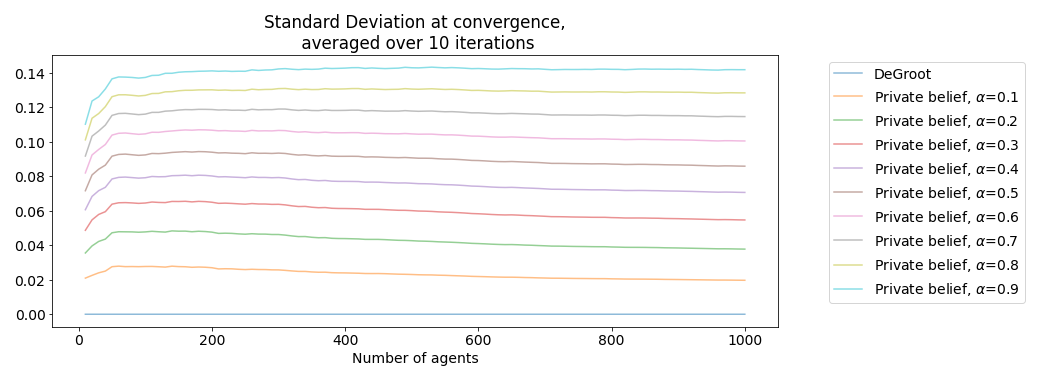 Standard Deviation at convergence,
averaged over 10 iterations
0.14
0.12
0.10
0.08
0.06
0.04
0.02
0.00
0
200
400
600
800
1000
Number of agents
DeGroot
Private belief, α=0.1
Private belief, α=0.2
Private belief, α=0.3
Private belief, α=0.4
Private belief, α=0.5
Private belief, α=0.6
Private belief, α=0.7
Private belief, α=0.8
Private belief, α=0.9